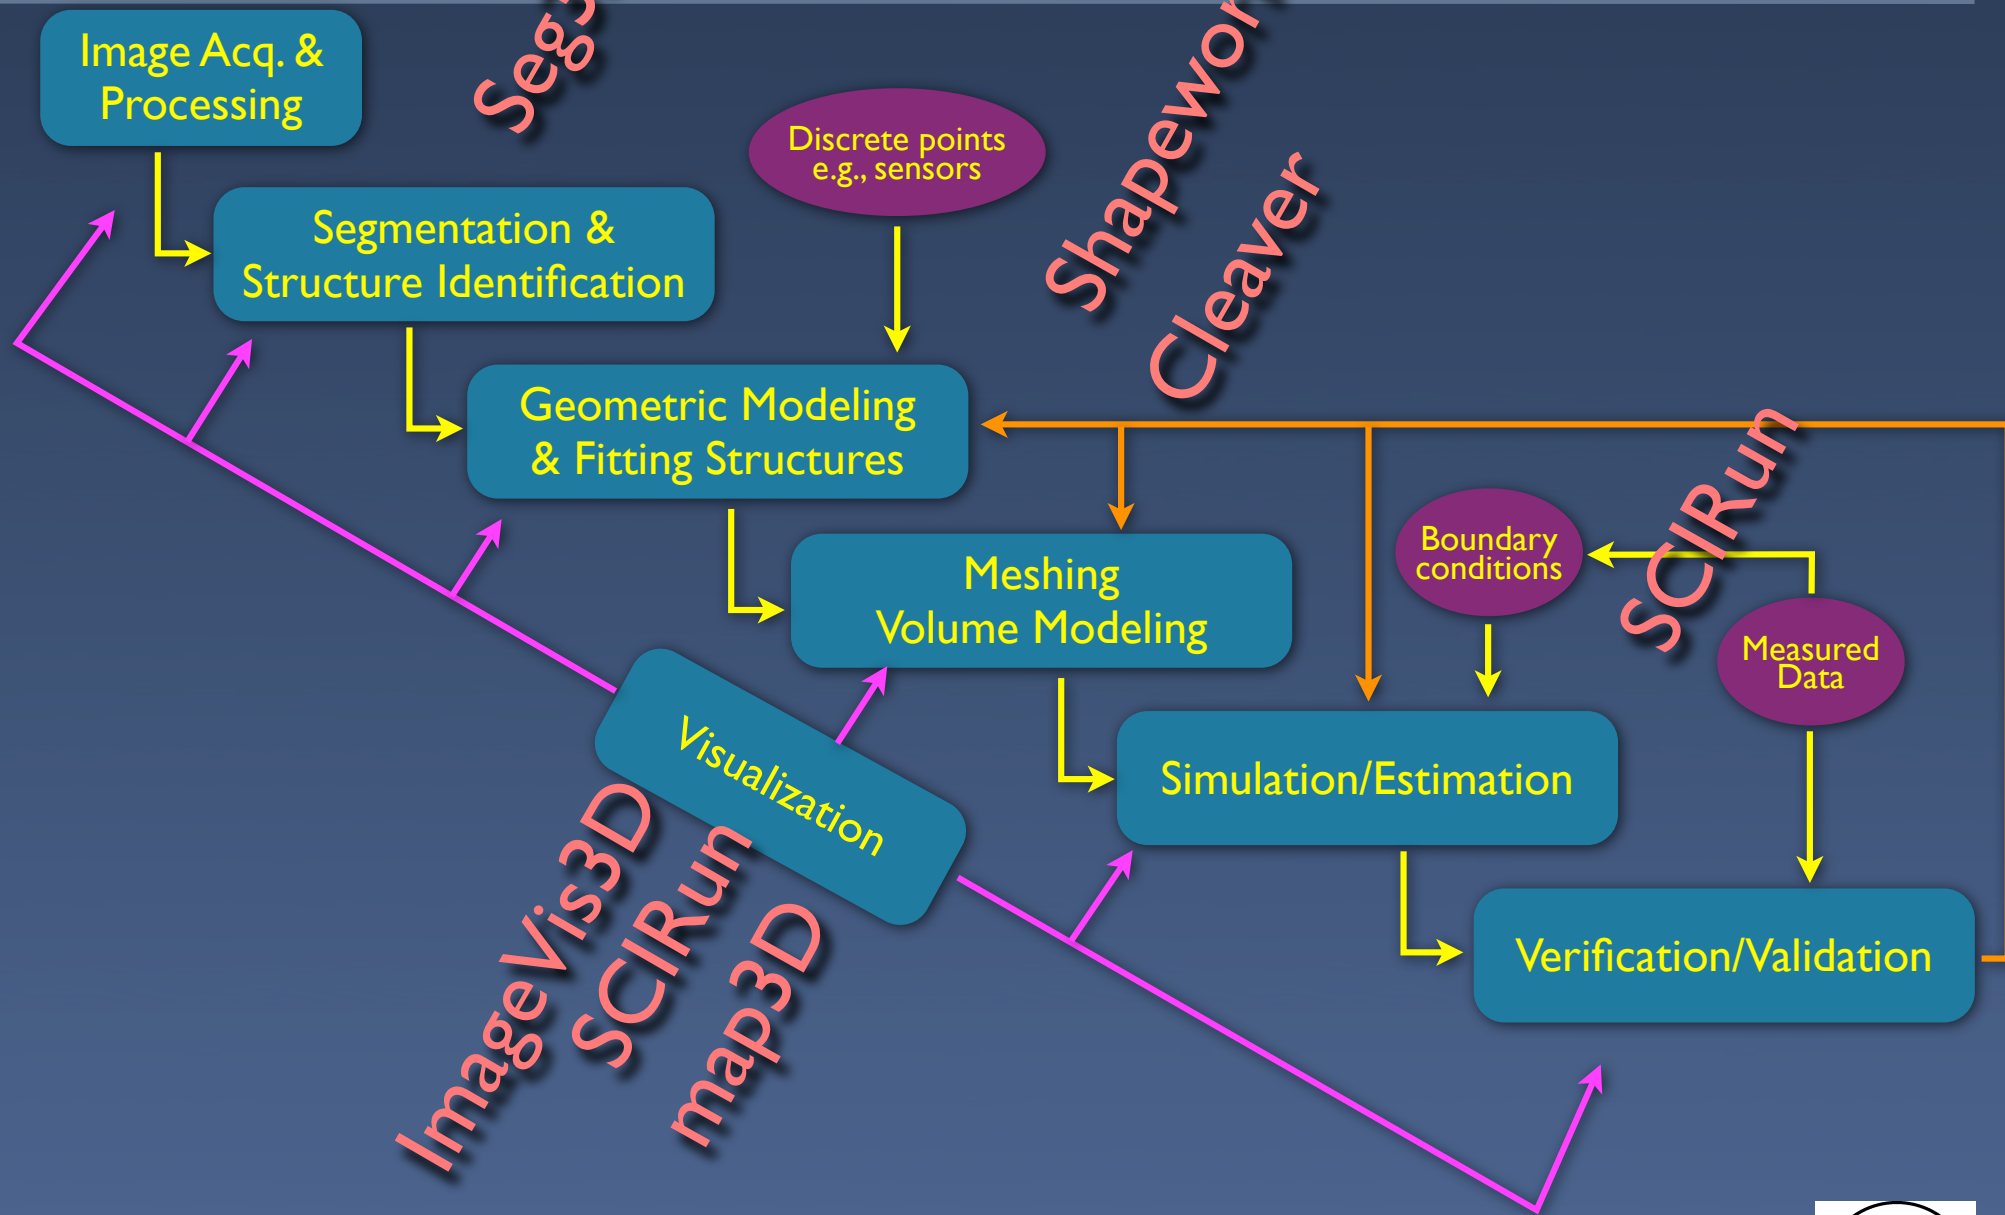 Image Acq. &
Processing
Segmentation &
Structure Identification
Discrete points
e.g., sensors
Cleaver
Geometric Modeling
& Fitting Structures
Meshing
Volume Modeling
Boundary
conditions
SCIRun
Measured
Data
Visualization
Simulation/Estimation
Verification/Validation
ImageVis3D
SCIRun
map3D